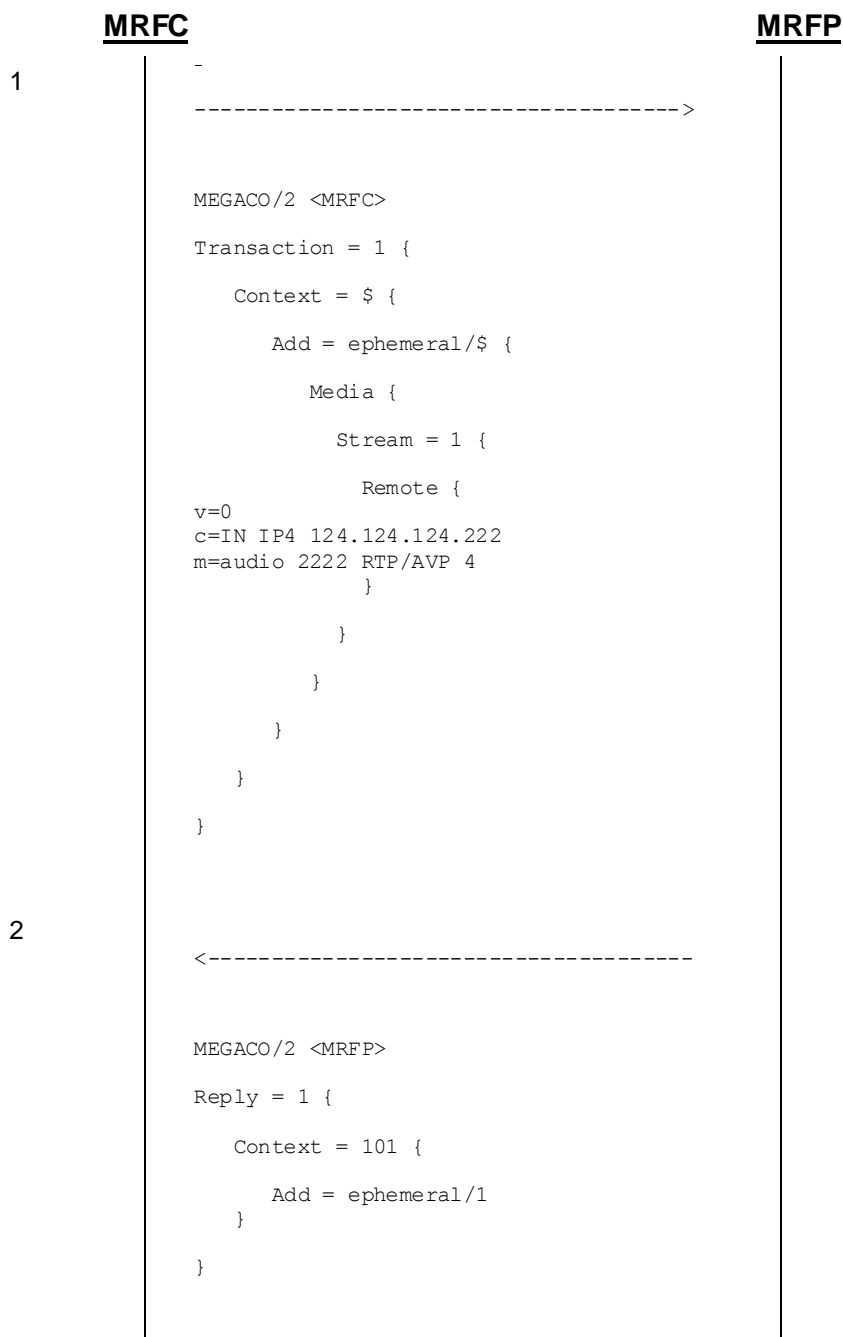 MRFC MRFP
1
-
-------------------------------------->
MEGACO/2 <MRFC>
Transaction = 1 {
Context = $ {
Add = ephemeral/$ {
Media {
Stream = 1 {
Remote {
v=0
c=IN IP4 124.124.124.222
m=audio 2222 RTP/AVP 4
}
}
}
}
}
}
2
<--------------------------------------
MEGACO/2 <MRFP>
Reply = 1 {
Context = 101 {
Add = ephemeral/1
}
}